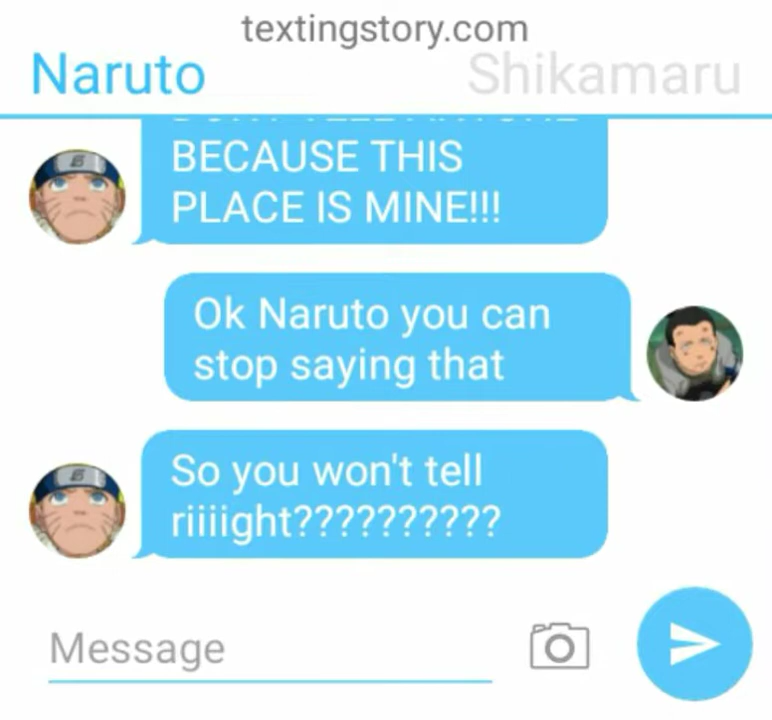 textingstory.com
Naruto Shikamaru
BECAUSE THIS
PLACE IS MINE!!!
Ok Naruto you can
stop saying that
So you won't tell
riiiight??????????
Message